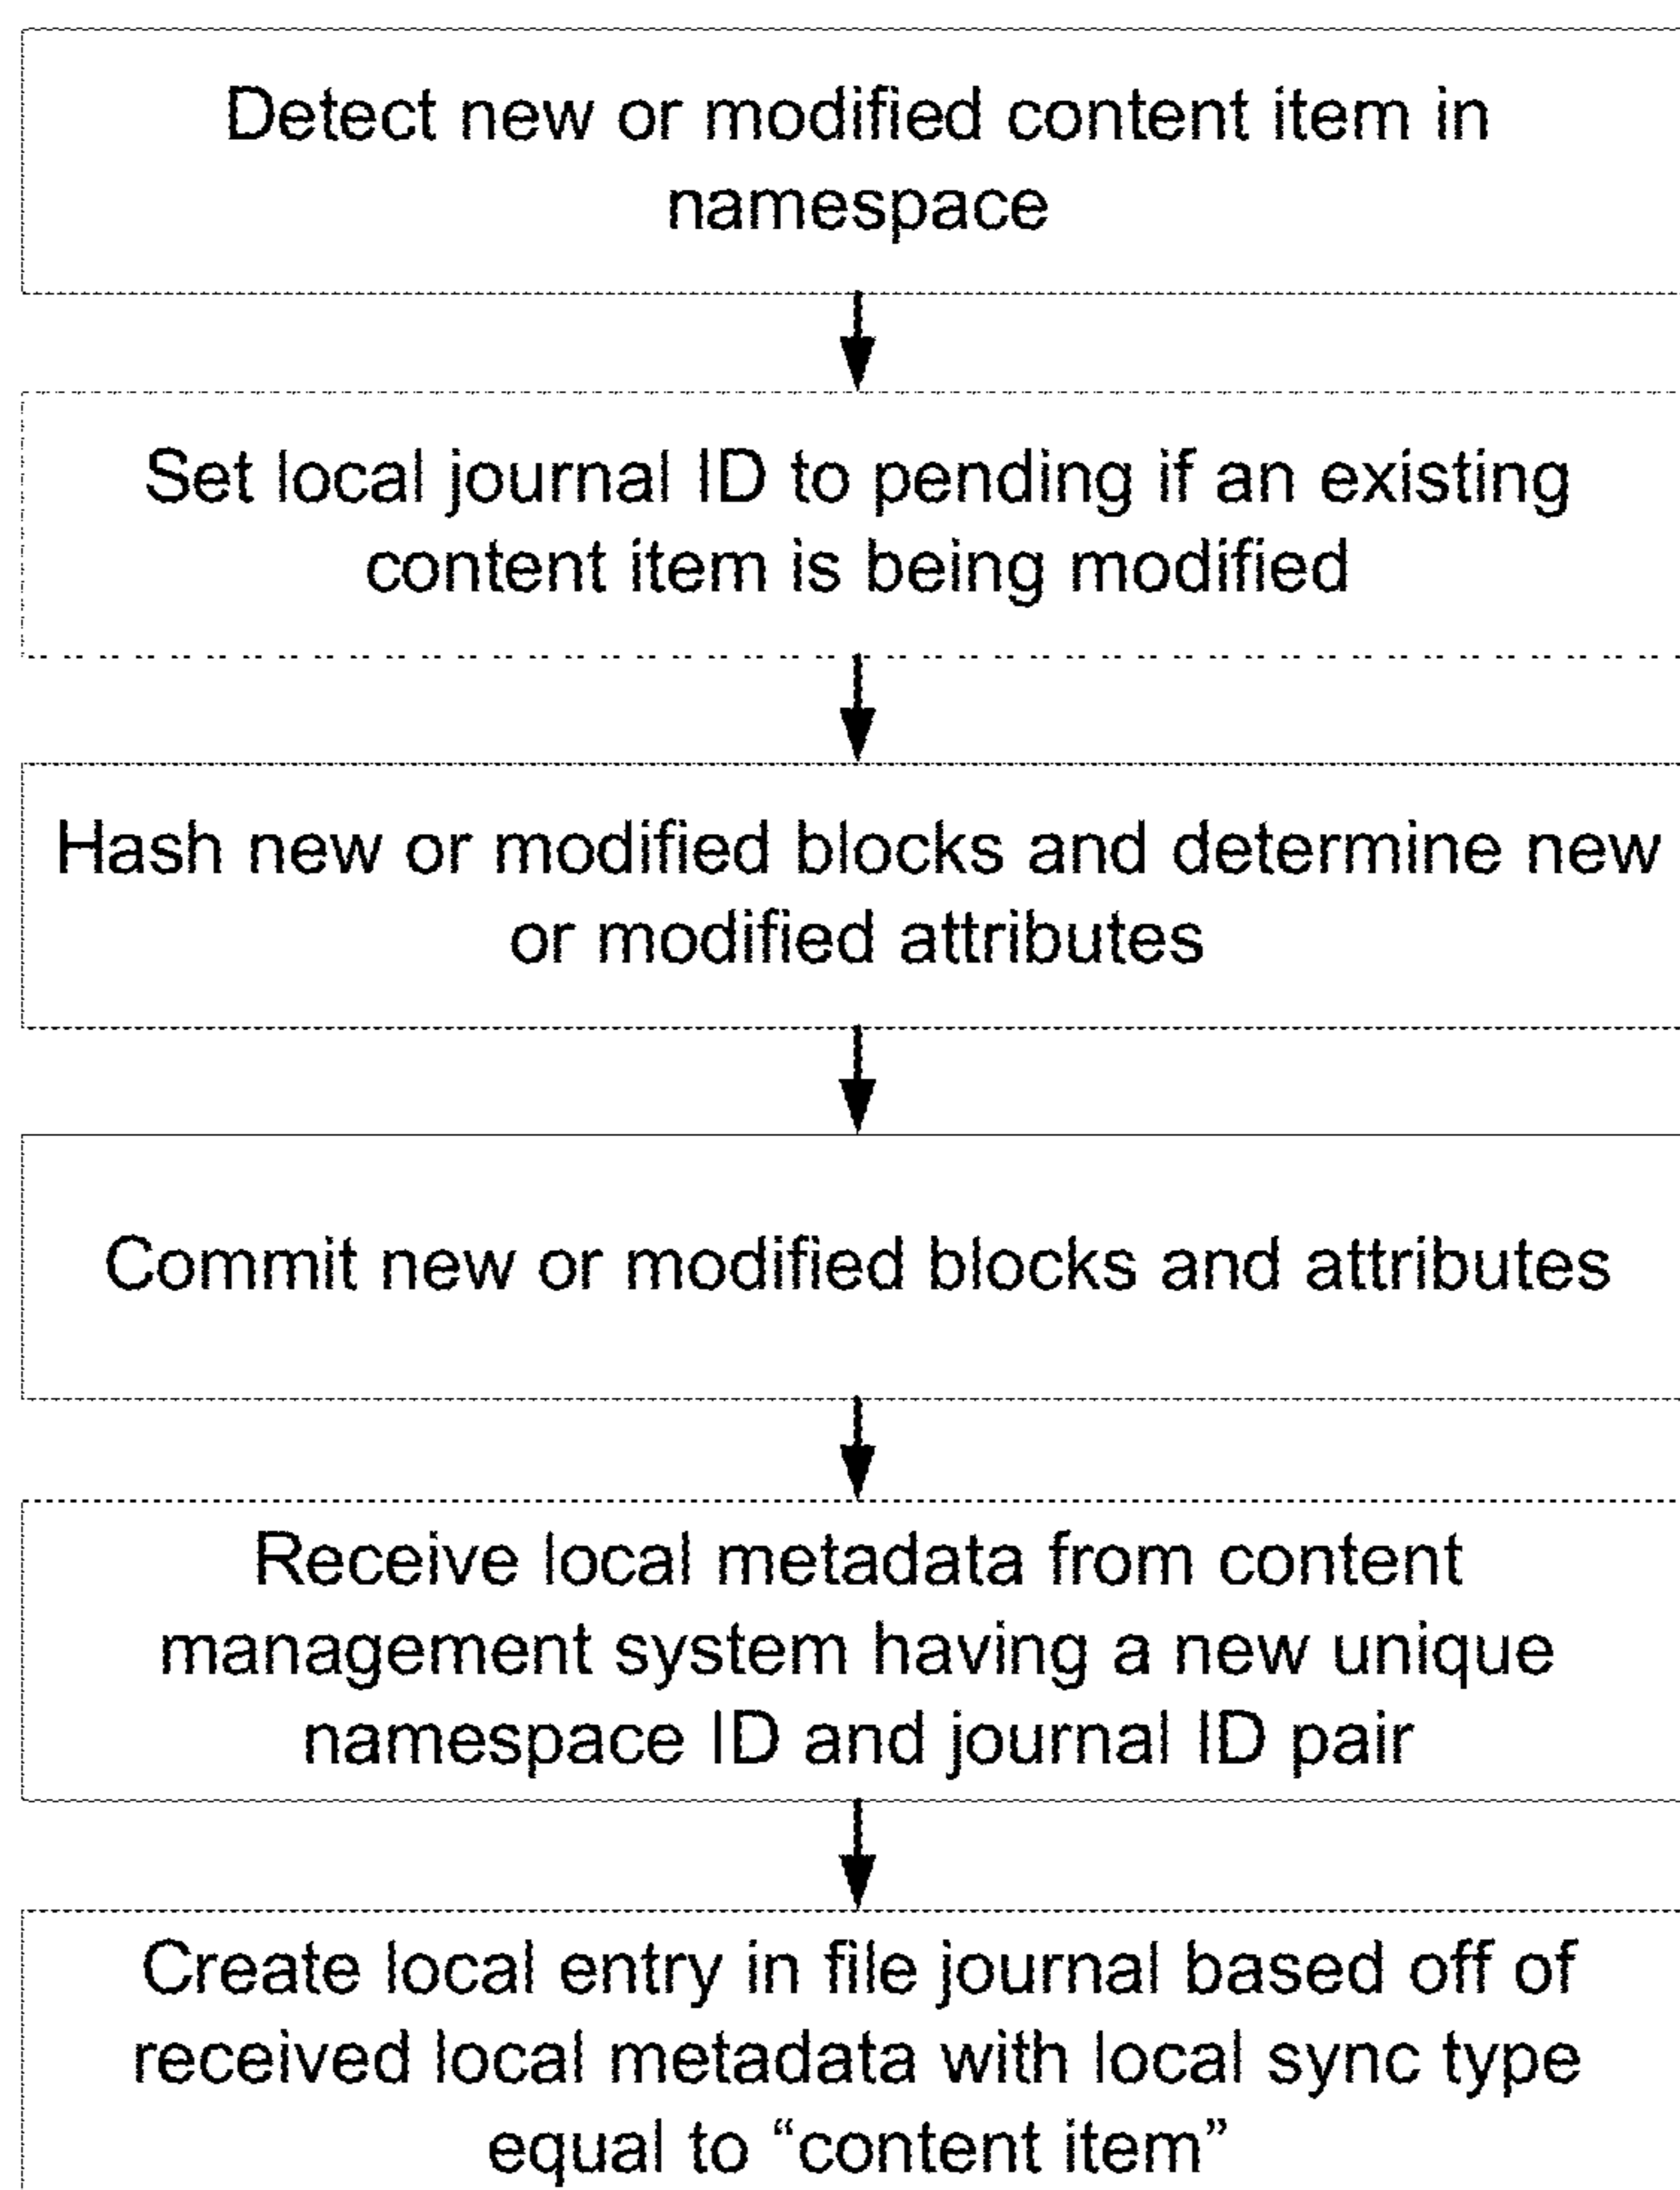 Detect new or modified content item in
namespace
Set local journal ID to pending if an existing
content item is being modified
Hash new or modified blocks and determine new
or modified attributes
Commit new or modified blocks and attributes
Receive local metadata from content
management system having a new unique
namespace ID and journal ID pair
Create local entry in file journal based off of
received local metadata with local sync type
equal to “content item”